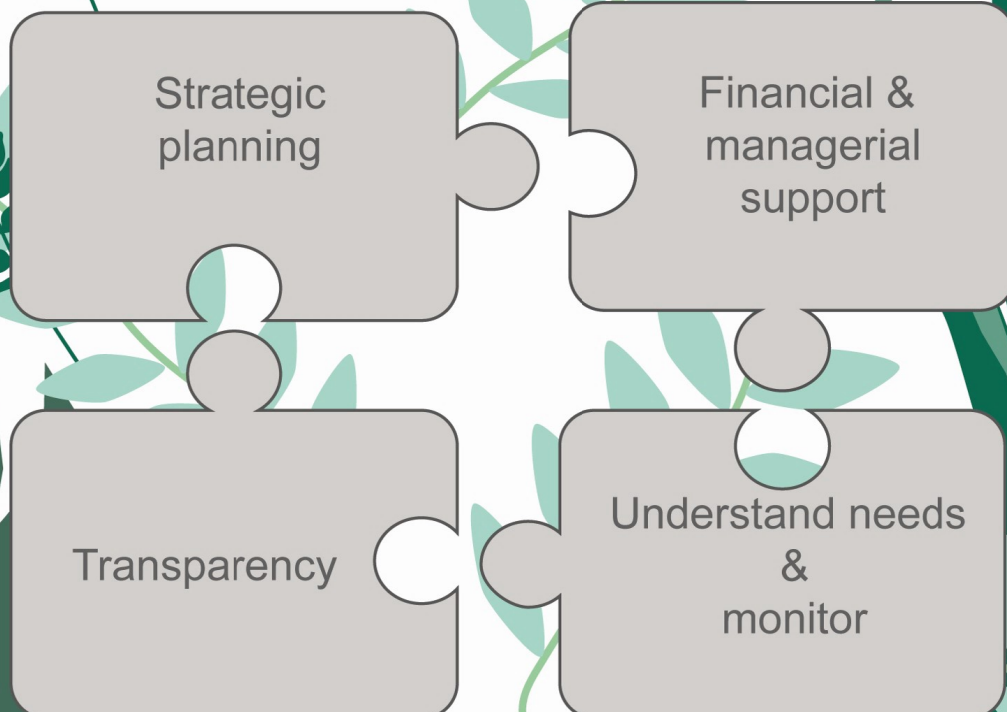 Strategic
planning
Financial &
managerial
support
Transparency
Understand needs
&
monitor